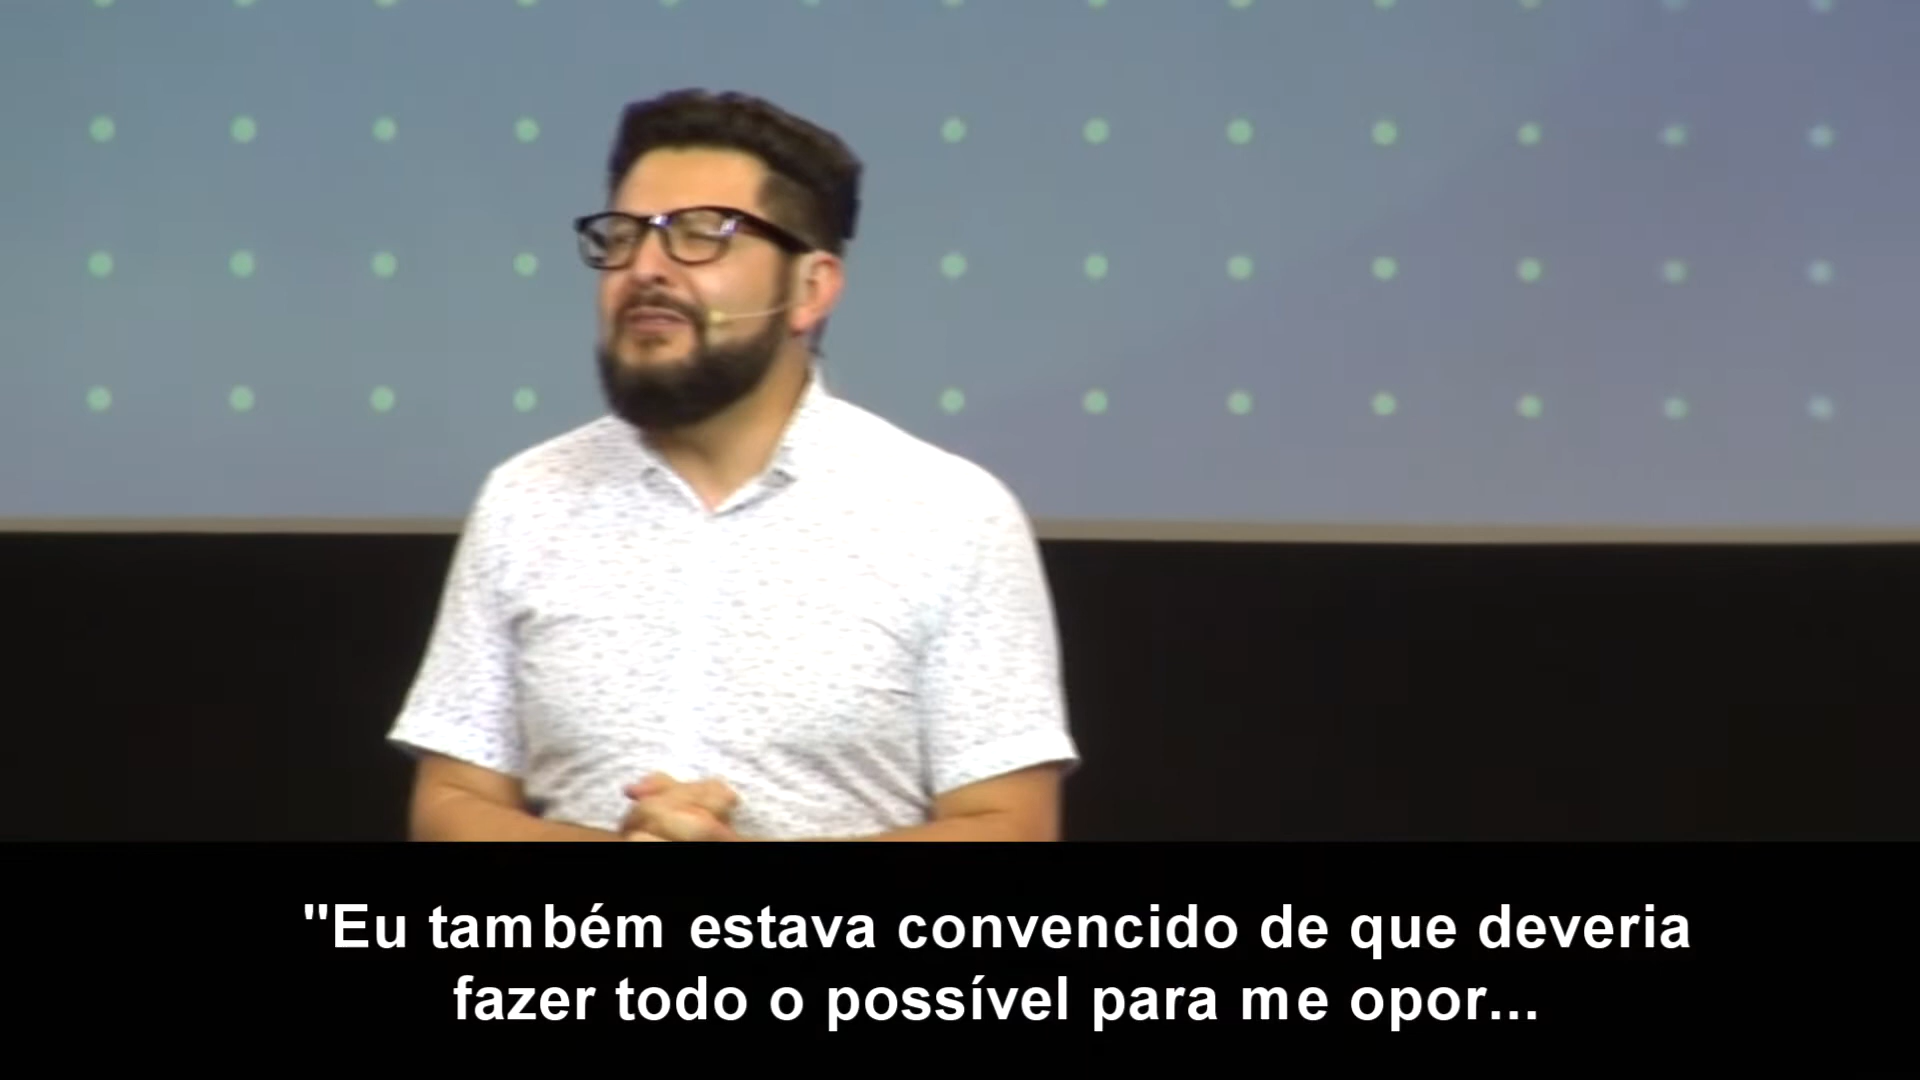 "Eu também estava convencido de que deveria
fazer todo o possível para me opor...